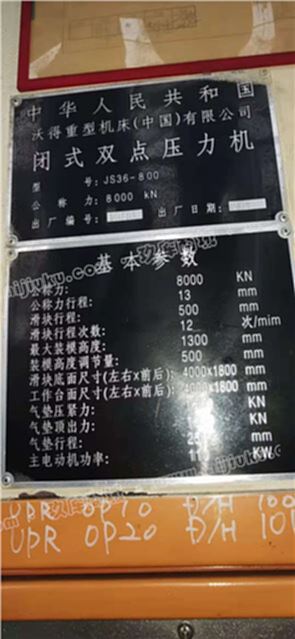 中华人民共和国
沃得重型机床(中国)有限公司
闭式双点压力机
型号: JS36-800
公称力: 8000 kN
出厂编号: 出厂日期:
基本参数
公称力: 8000 KN
公称力行程: 13 mm
滑块行程: 500 mm
滑块行程次数: 12 次/mim
最大装模高度: 1300 mm
装模高度调节量: 500 mm
滑块底面尺寸(左右x前后): 4000x1800 mm
工作台面尺寸(左右x前后): 4000x1800 mm
气垫压紧力: KN
气垫顶出力: KN
气垫行程: mm
主电动机功率: KW
UPR OP10 D/H
UPR OP20 D/H